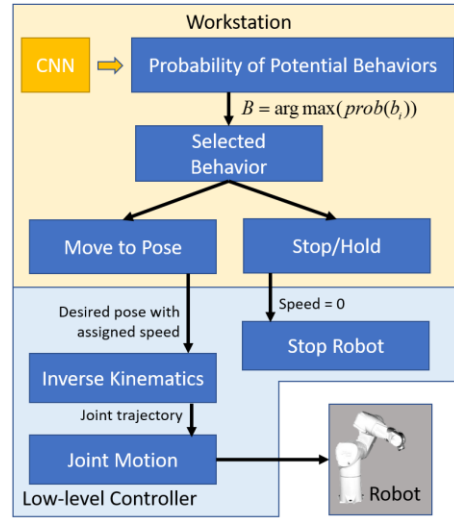 Workstation
CNN
Probability of Potential Behaviors
B = arg max(prob(b_i))
Selected
Behavior
Move to Pose
Stop/Hold
Desired pose with
assigned speed
Speed = 0
Stop Robot
Inverse Kinematics
Joint trajectory
Joint Motion
Robot
Low-level Controller